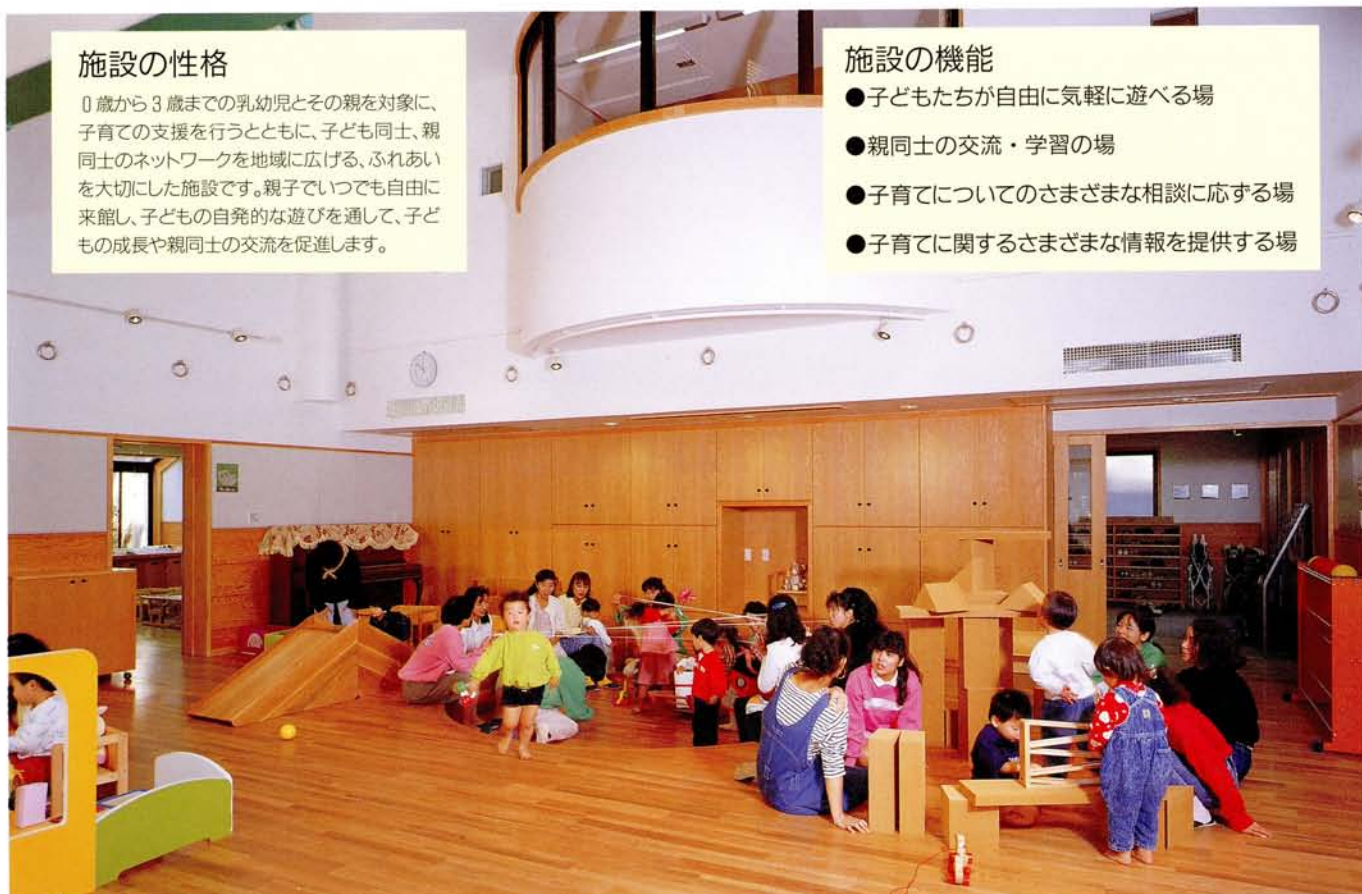 施設の性格
0歳から3歳までの乳幼児とその親を対象に、
子育ての支援を行うとともに、子ども同士、親
同士のネットワークを地域に広げる、ふれあい
を大切にした施設です。親子でいつでも自由に
来館し、子どもの自発的な遊びを通して、子ど
もの成長や親同士の交流を促進します。
施設の機能
●子どもたちが自由に気軽に遊べる場
●親同士の交流・学習の場
●子育てについてのさまざまな相談に応ずる場
●子育てに関するさまざまな情報を提供する場